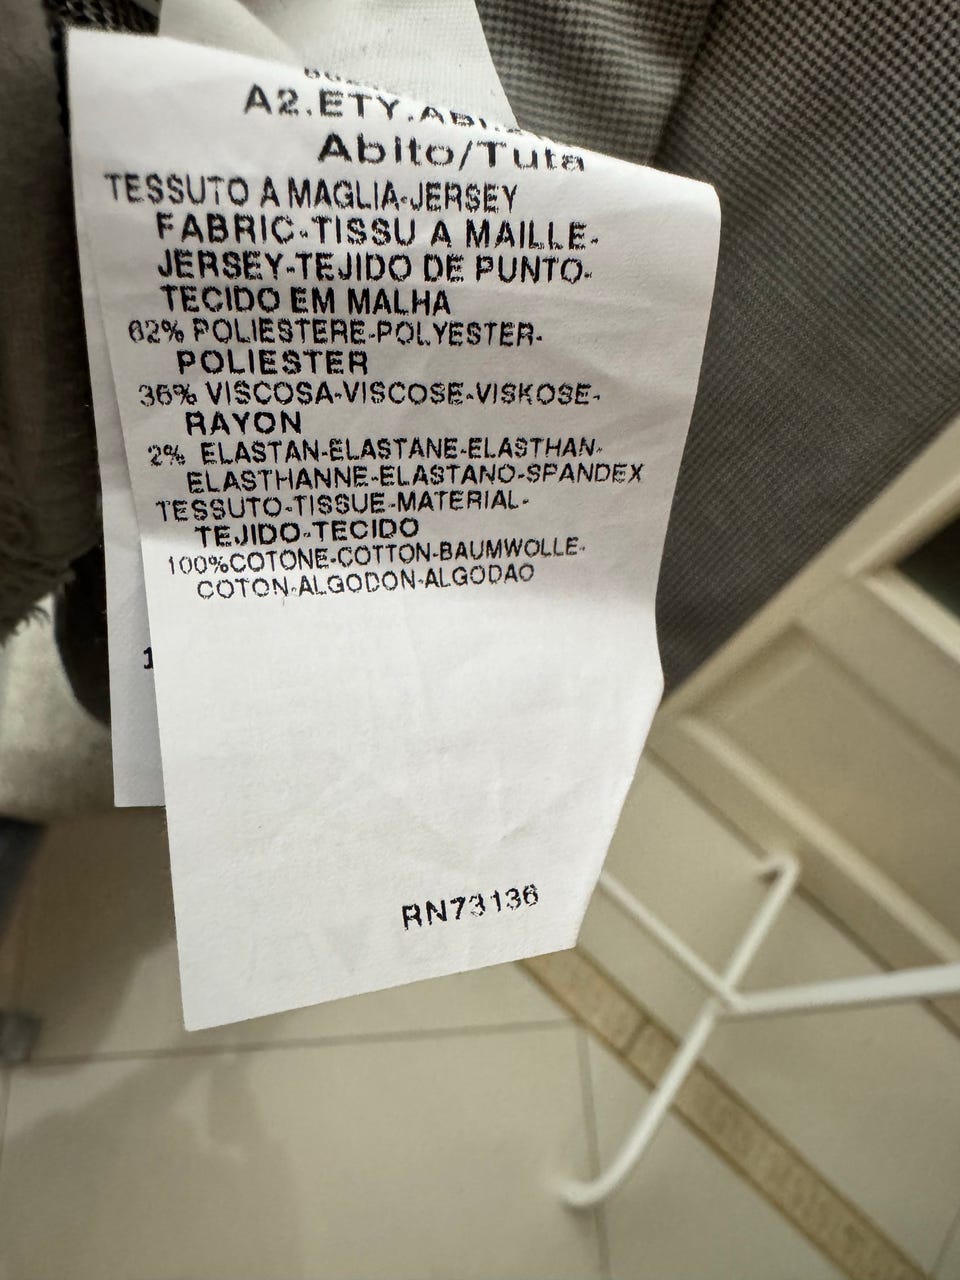 Abito/Tuta
TESSUTO A MAGLIA-JERSEY
FABRIC-TISSU A MAILLE-
JERSEY-TEJIDO DE PUNTO-
TECIDO EM MALHA
62% POLIESTERE-POLYESTER-
POLIESTER
36% VISCOSA-VISCOSE-VISKOSE-
RAYON
2% ELASTAN-ELASTANE-ELASTHAN-
ELASTHANNE-ELASTANO-SPANDEX
TESSUTO-TISSUE-MATERIAL-
TEJIDO-TECIDO
100%COTONE-COTTON-BAUMWOLLE-
COTON-ALGODON-ALGODAO
1
RN73136